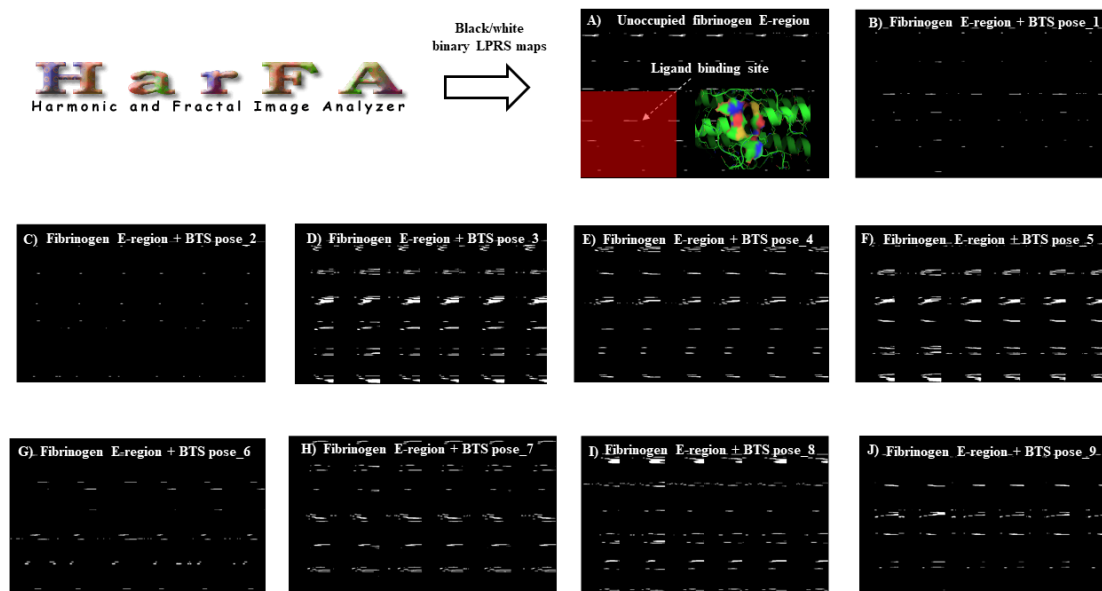 HarFA
Harmonic and Fractal Image Analyzer
Black/white
binary LPRS maps
A) Unoccupied fibrinogen E-region
Ligand binding site
B) Fibrinogen E-region + BTS pose_1
C) Fibrinogen E-region + BTS pose_2
D) Fibrinogen E-region + BTS pose_3
E) Fibrinogen E-region + BTS pose_4
F) Fibrinogen E-region + BTS pose_5
G) Fibrinogen E-region + BTS pose_6
H) Fibrinogen E-region + BTS pose_7
I) Fibrinogen E-region + BTS pose_8
J) Fibrinogen E-region + BTS pose_9